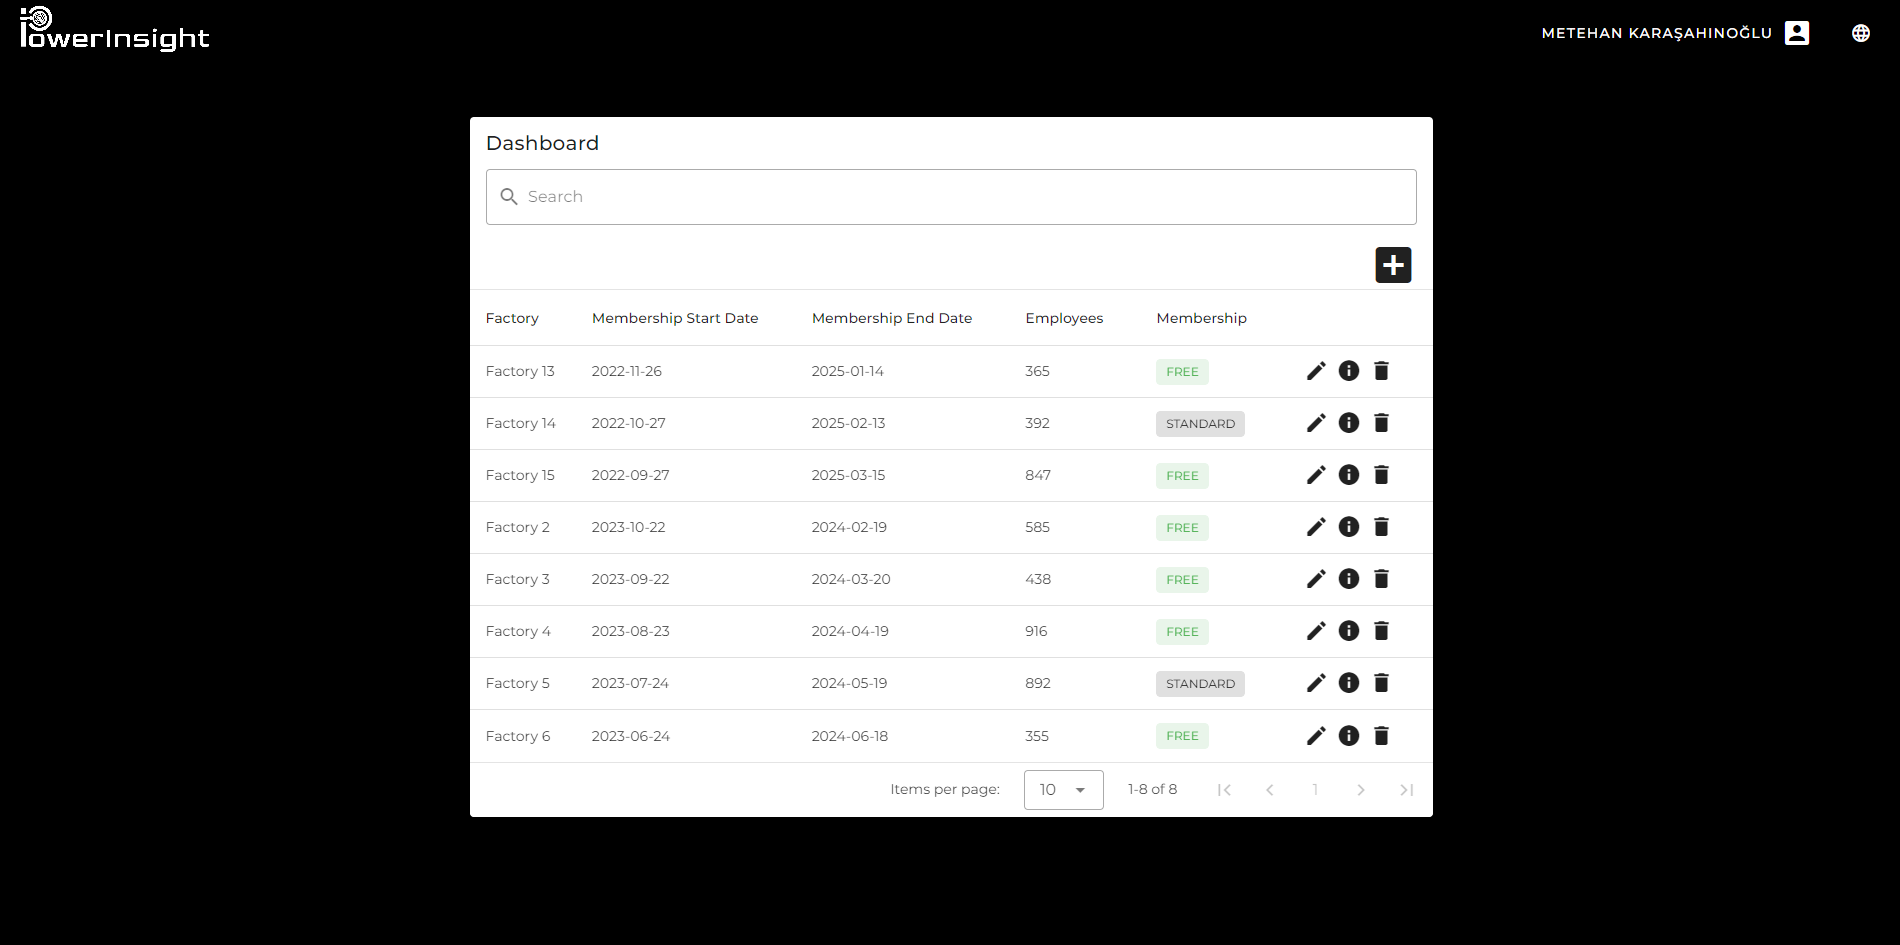 PowerInsight
METEHAN KARAŞAHINOĞLU
Dashboard
Search
Factory Membership Start Date Membership End Date Employees Membership
Factory 13 2022-11-26 2025-01-14 365 FREE
Factory 14 2022-10-27 2025-02-13 392 STANDARD
Factory 15 2022-09-27 2025-03-15 847 FREE
Factory 2 2023-10-22 2024-02-19 585 FREE
Factory 3 2023-09-22 2024-03-20 438 FREE
Factory 4 2023-08-23 2024-04-19 916 FREE
Factory 5 2023-07-24 2024-05-19 892 STANDARD
Factory 6 2023-06-24 2024-06-18 355 FREE
Items per page: 10 1-8 of 8 1